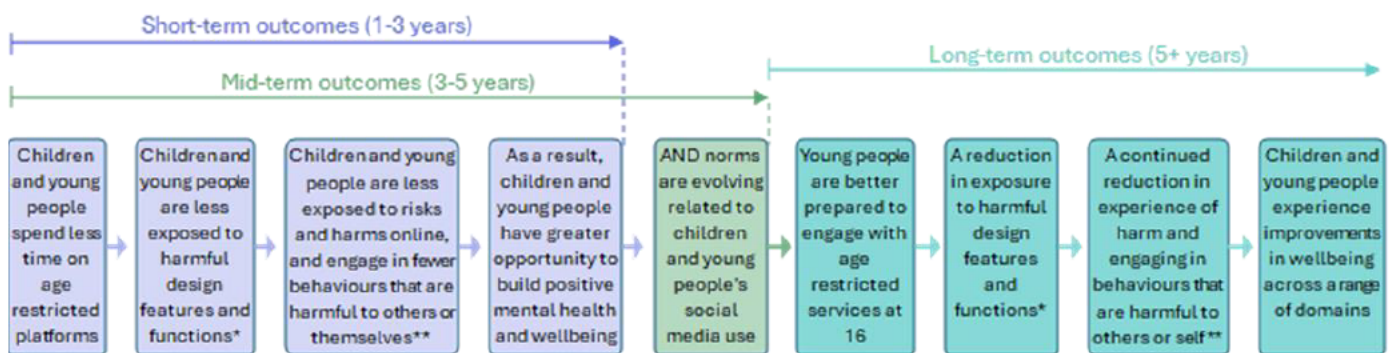 Short-term outcomes (1-3 years)
Long-term outcomes (5+ years)
Mid-term outcomes (3-5 years)
Children
and young
people
spend less
time on
age
restricted
platforms
Children and
young people
are less
exposed to
harmful
design
features and
functions*
Children and young
people are less
exposed to risks
and harms online,
and engage in fewer
behaviours that are
harmful to others or
themselves**
As a result,
children and
young people
have greater
opportunity to
build positive
mental health
and wellbeing
AND norms
are evolving
related to
children
and young
people's
social
media use
Young people
are better
prepared to
engage with
age
restricted
services at
16
A reduction
in exposure
to harmful
design
features
and
functions*
A continued
reduction in
experience of
harm and
engaging in
behaviours that
are harmful to
others or self**
Children and
young people
experience
improvements
in wellbeing
across a range
of domains